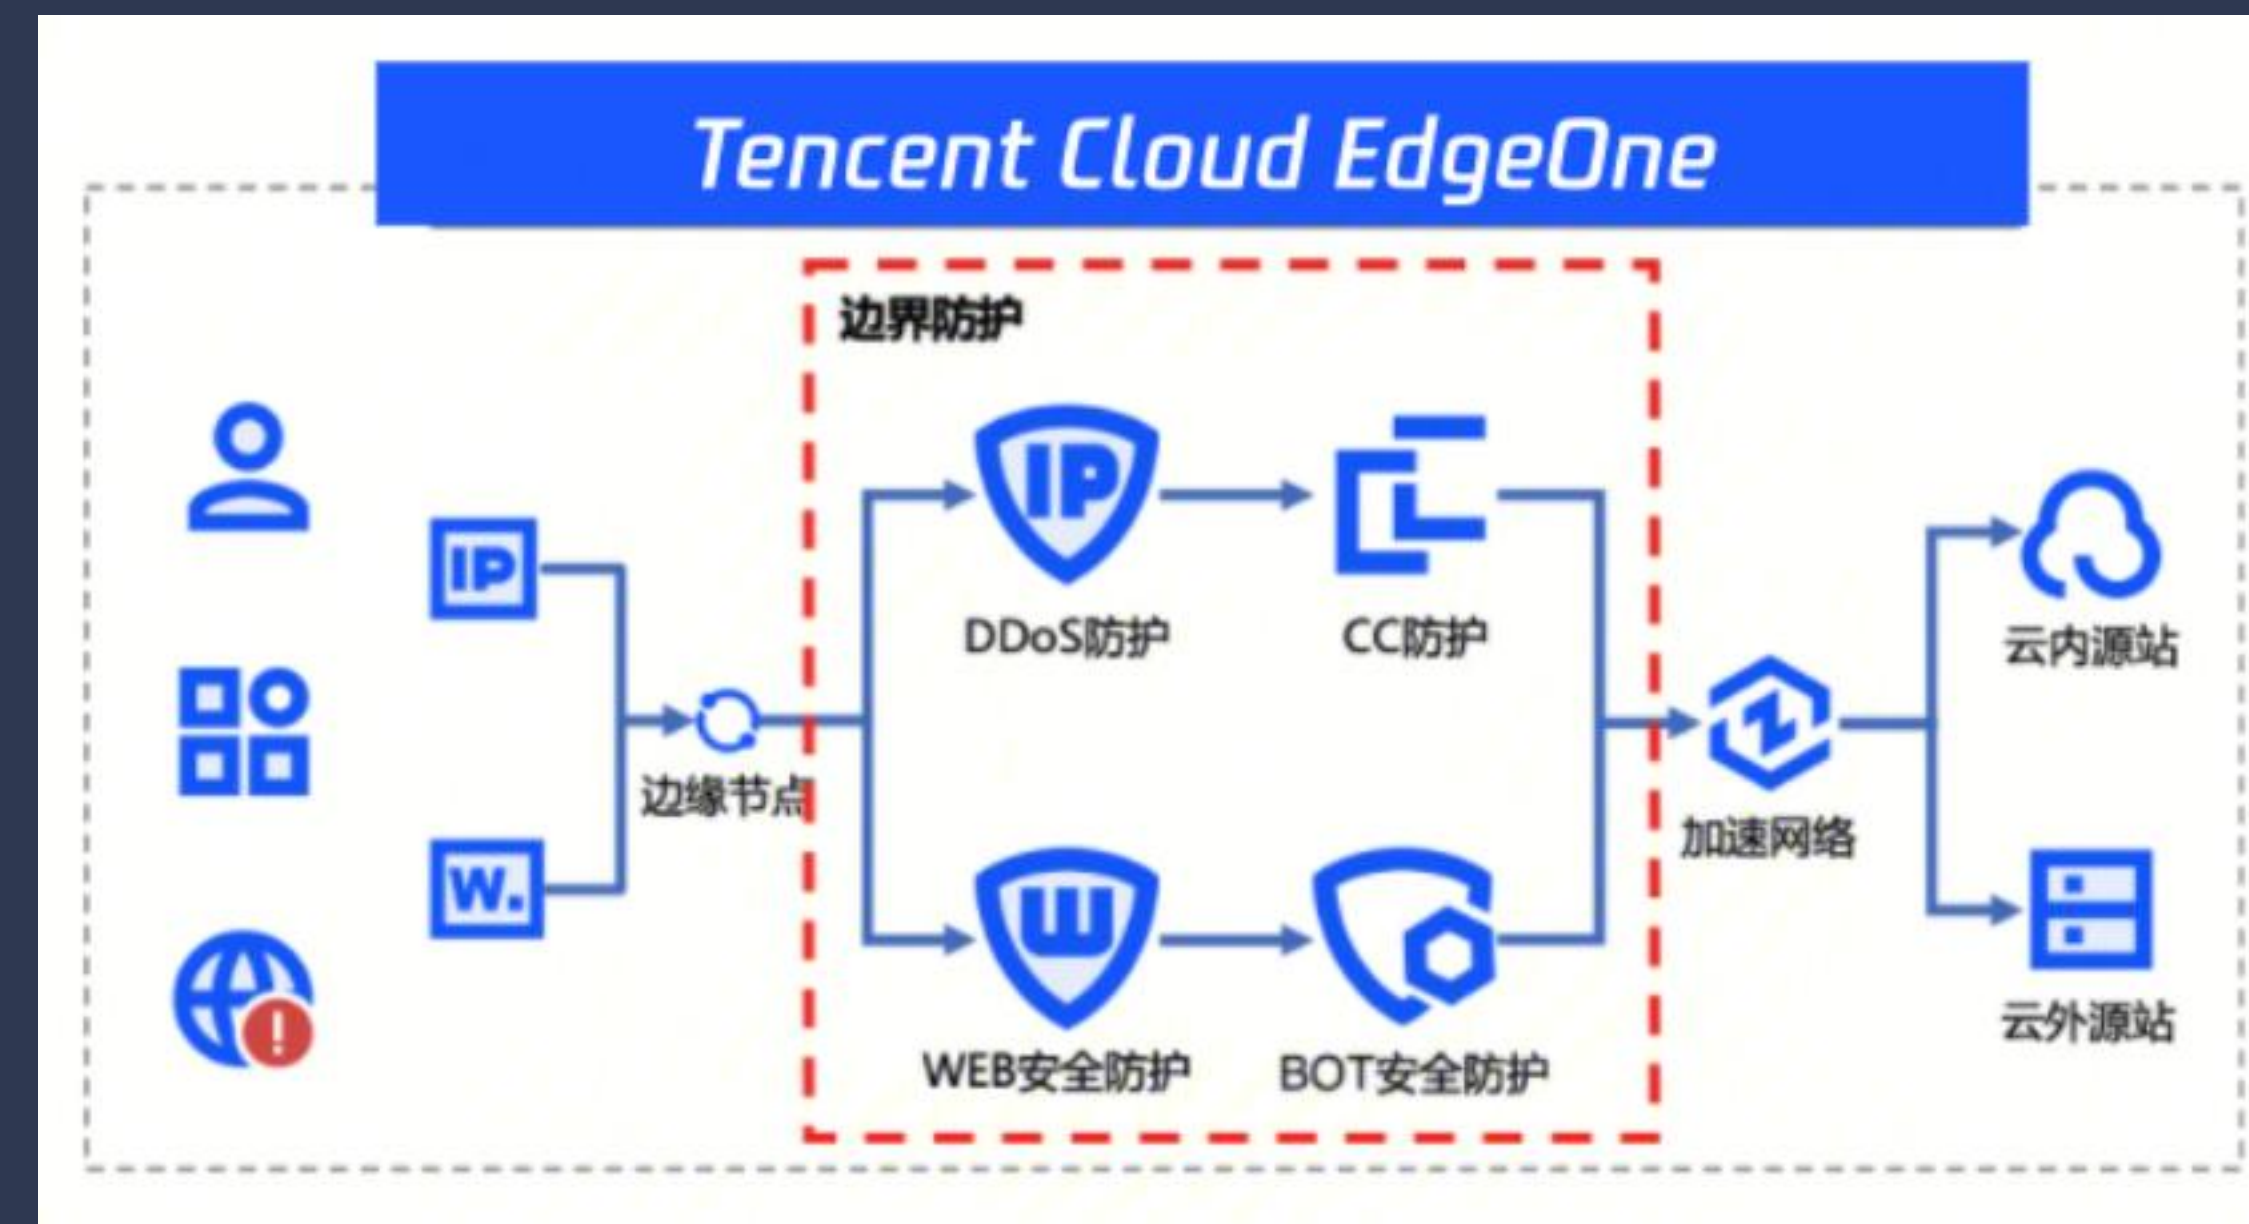 Tencent Cloud EdgeOne
边界防护
IP
IP
DDoS防护
CC防护
云内源站
边缘节点
加速网络
W.
W
WEB安全防护
BOT安全防护
云外源站